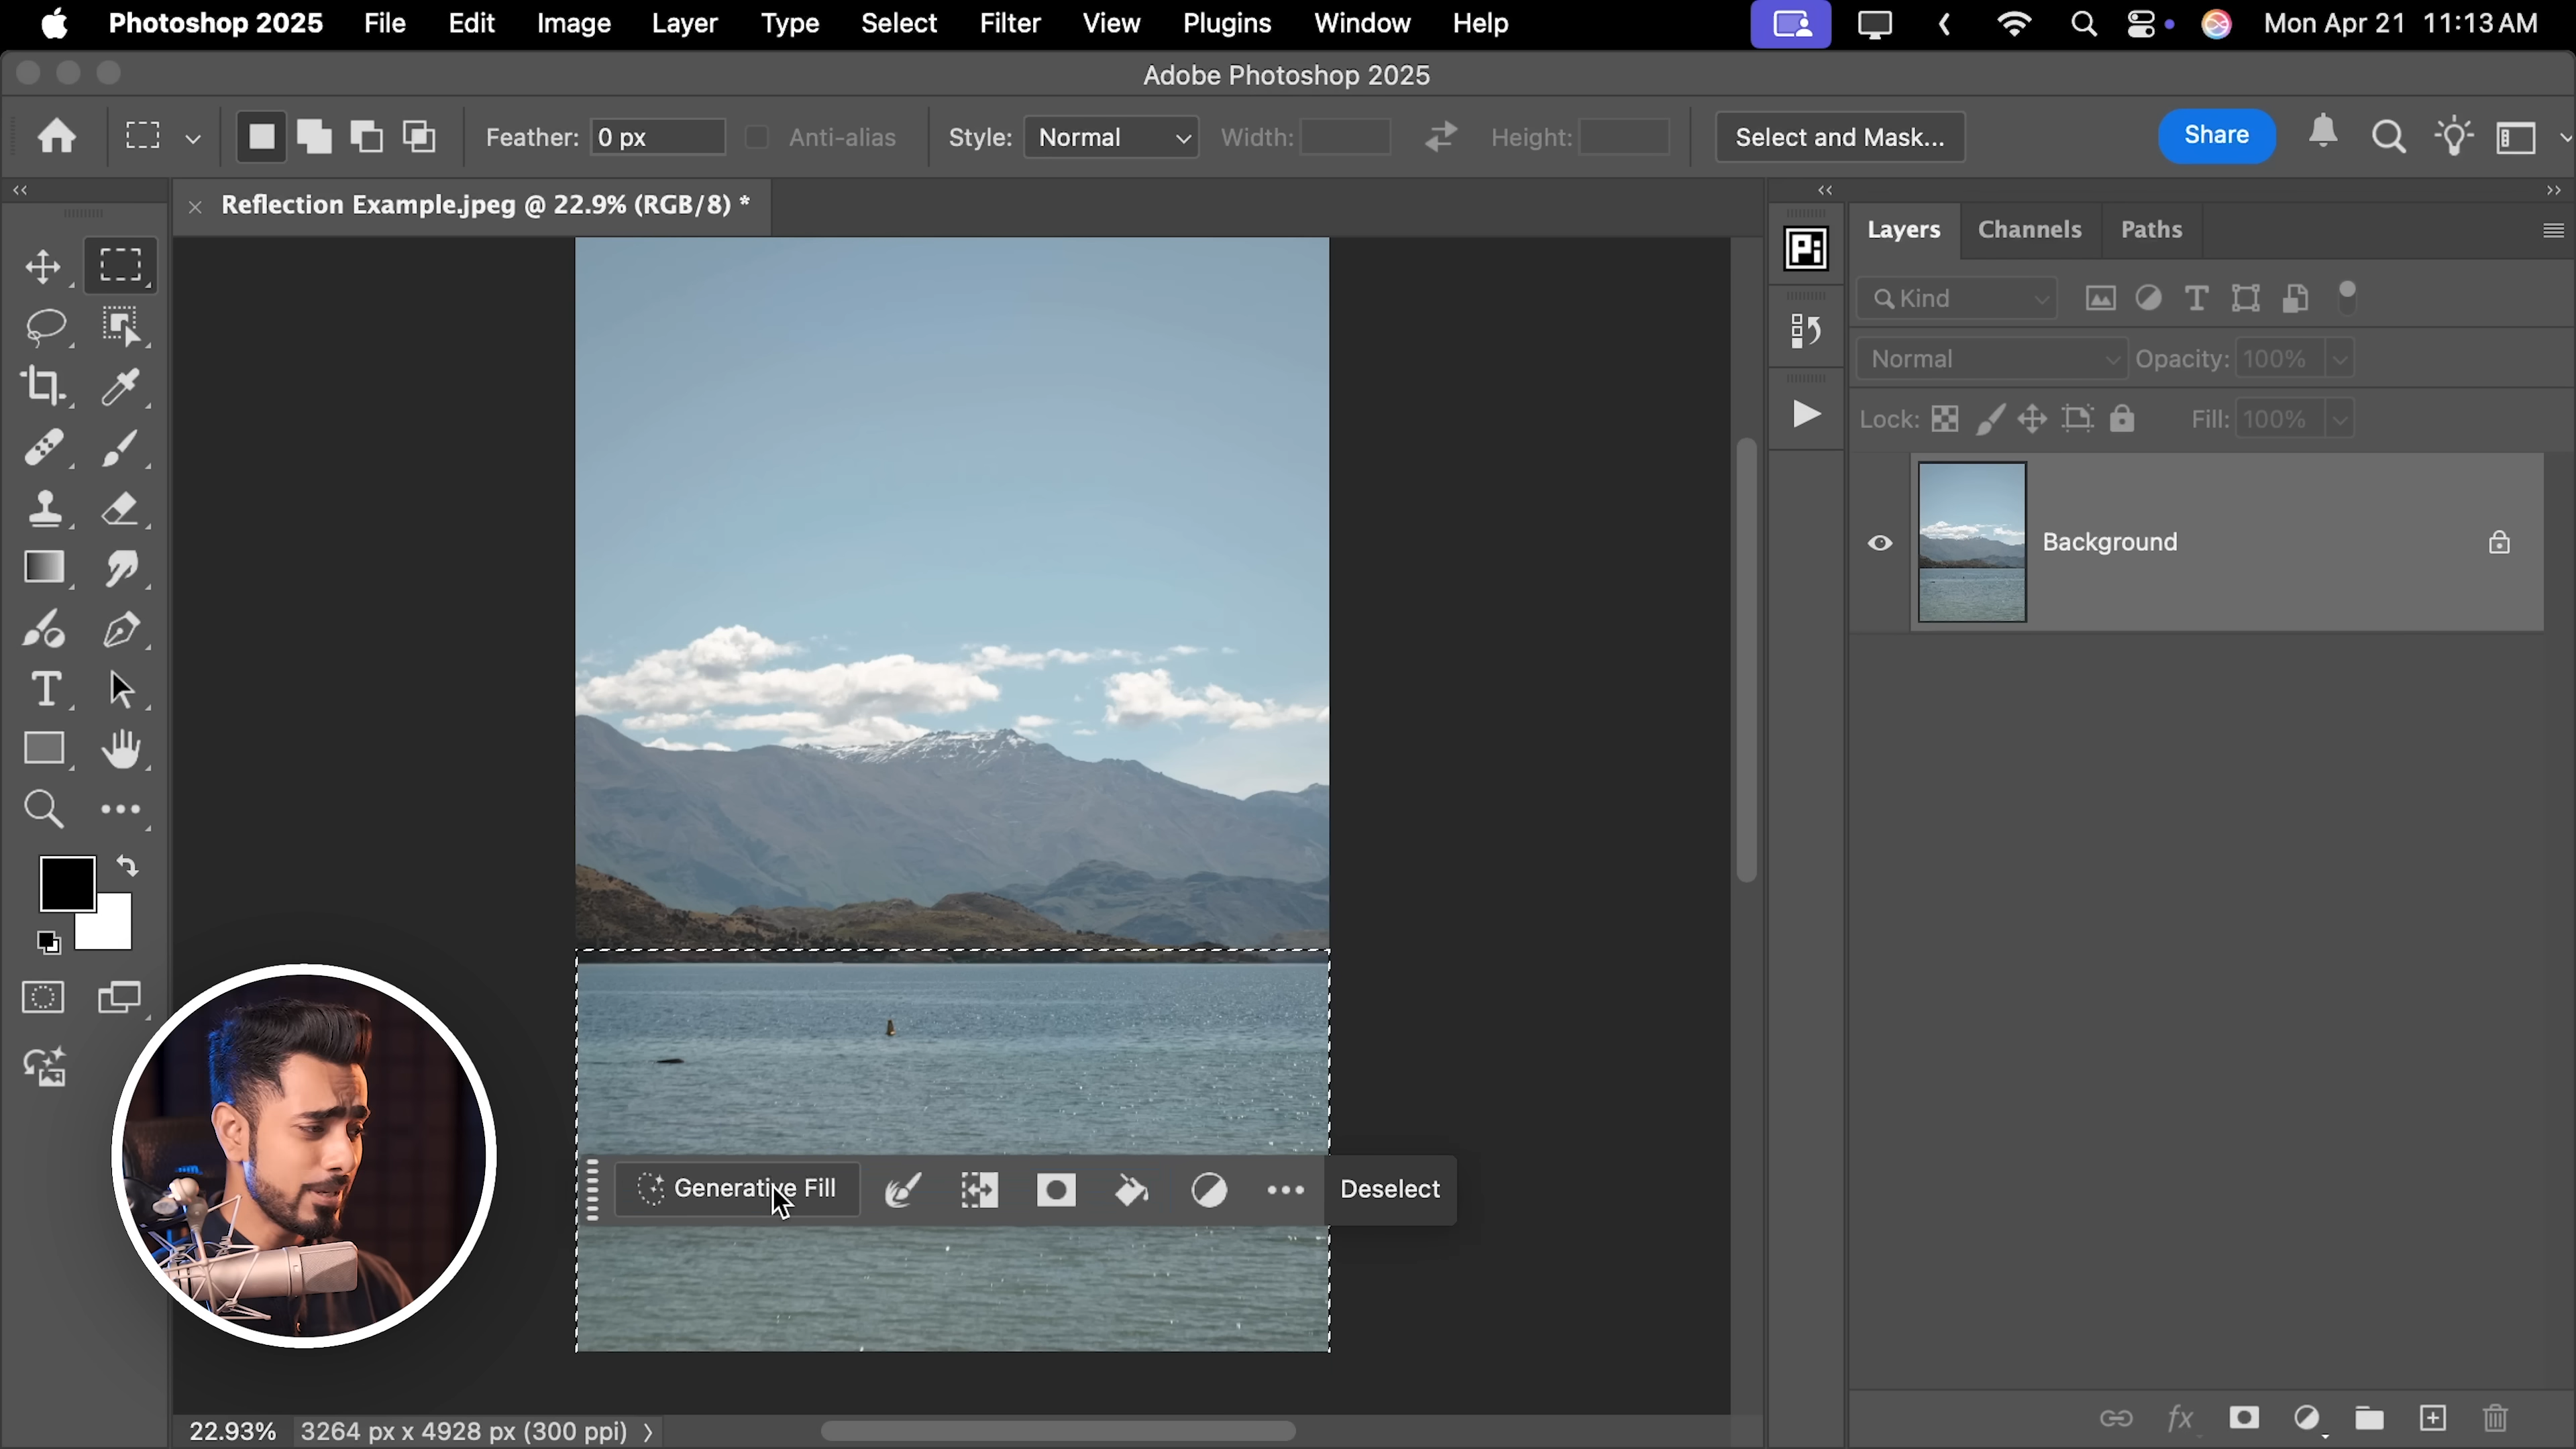 Photoshop 2025 File Edit Image Layer Type Select Filter View Plugins Window Help Mon Apr 21 11:13 AM
Adobe Photoshop 2025
Feather: 0 px Anti-alias Style: Normal Width: Height: Select and Mask... Share
Reflection Example.jpeg @ 22.9% (RGB/8) *
Pi
Layers Channels Paths
Kind
Normal Opacity: 100%
Lock: Fill: 100%
Background
Generative Fill Deselect
22.93% 3264 px x 4928 px (300 ppi)